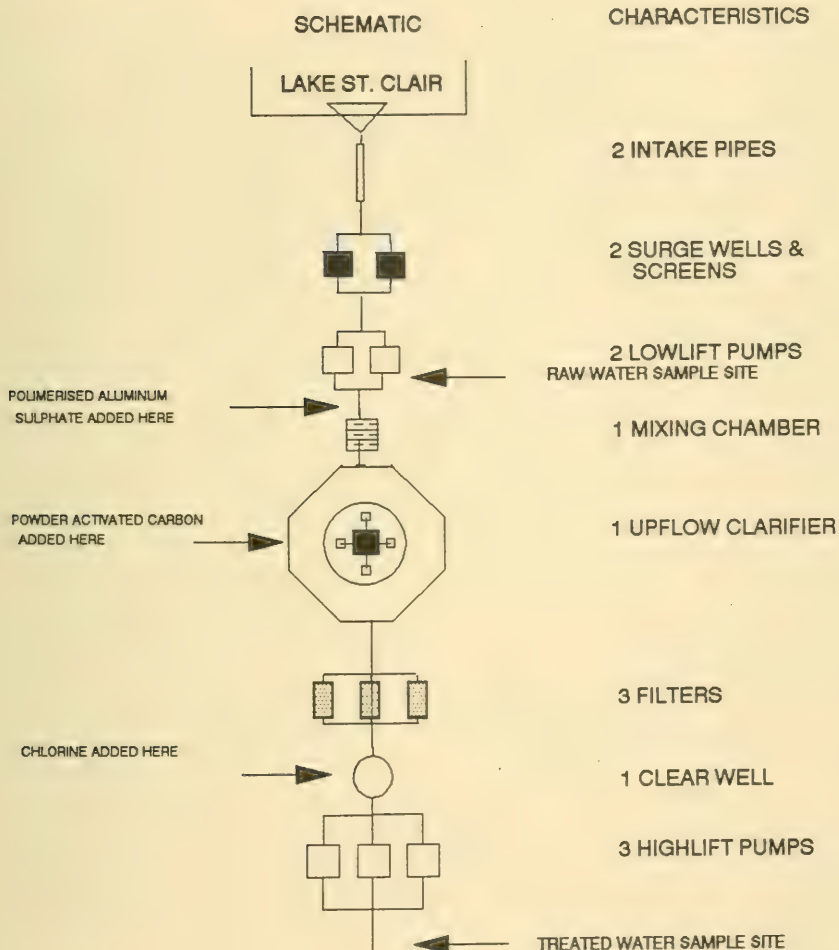 SCHEMATIC
CHARACTERISTICS
LAKE ST. CLAIR
2 INTAKE PIPES
2 SURGE WELLS &
SCREENS
2 LOWLIFT PUMPS
RAW WATER SAMPLE SITE
POLIMERISED ALUMINUM
SULPHATE ADDED HERE
1 MIXING CHAMBER
POWDER ACTIVATED CARBON
ADDED HERE
1 UPFLOW CLARIFIER
3 FILTERS
CHLORINE ADDED HERE
1 CLEAR WELL
3 HIGHLIFT PUMPS
TREATED WATER SAMPLE SITE